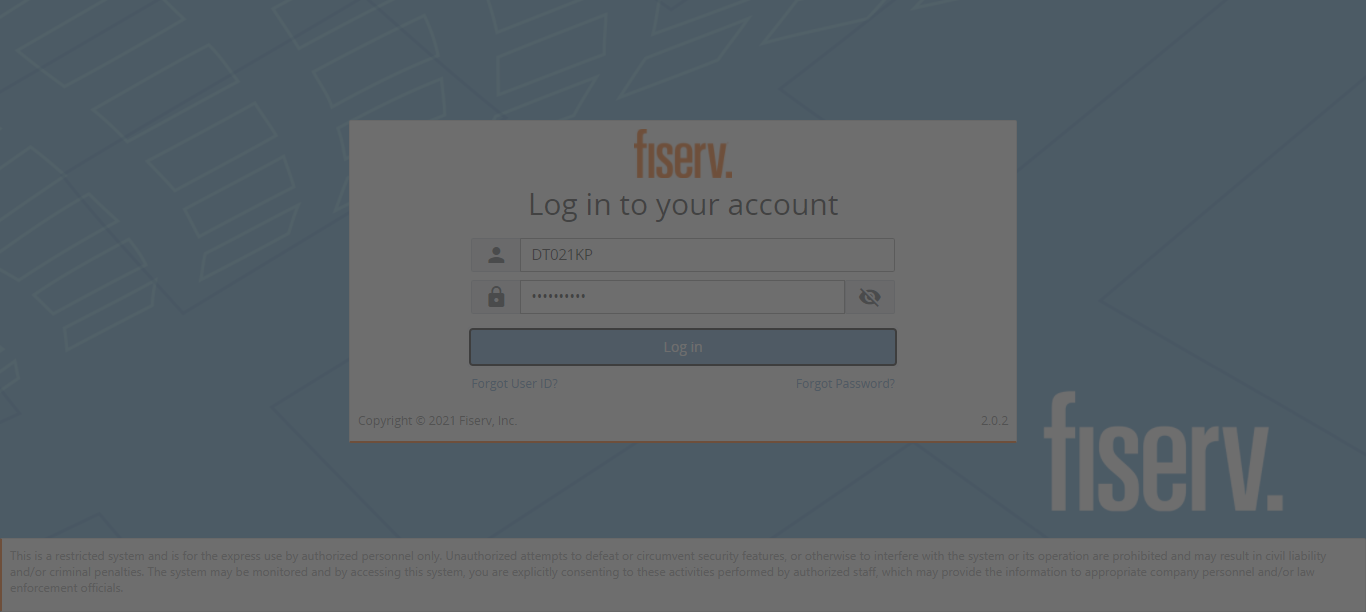 fiserv.
Log in to your account
DT021KP
••••••••••
Log in
Forgot User ID?
Forgot Password?
Copyright © 2021 Fiserv, Inc.
2.0.2
fiserv.
This is a restricted system and is for the express use by authorized personnel only. Unauthorized attempts to defeat or circumvent security features, or otherwise to interfere with the system or its operation are prohibited and may result in civil liability
and/or criminal penalties. The system may be monitored and by accessing this system, you are explicitly consenting to these activities performed by authorized staff, which may provide the information to appropriate company personnel and/or law
enforcement officials.